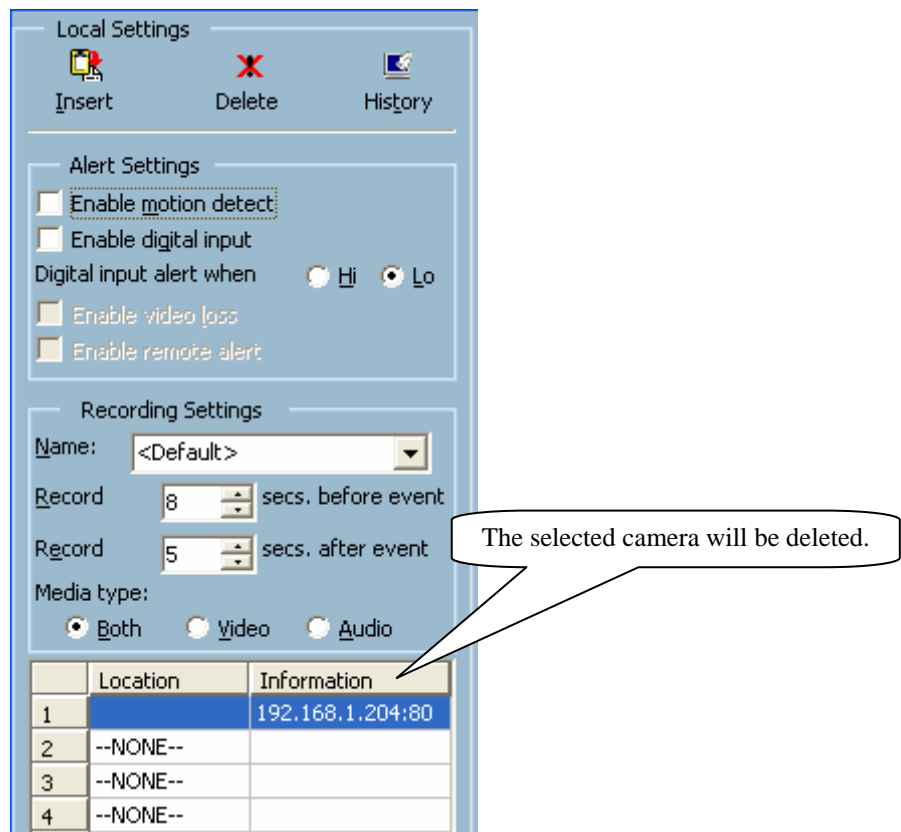 Local Settings
Insert Delete History
Alert Settings
Enable motion detect
Enable digital input
Digital input alert when Hi Lo
Enable video loss
Enable remote alert
Recording Settings
Name: <Default>
Record 8 secs. before event
Record 5 secs. after event
The selected camera will be deleted.
Media type:
Both Video Audio
Location Information
1 192.168.1.204:80
2 --NONE--
3 --NONE--
4 --NONE--